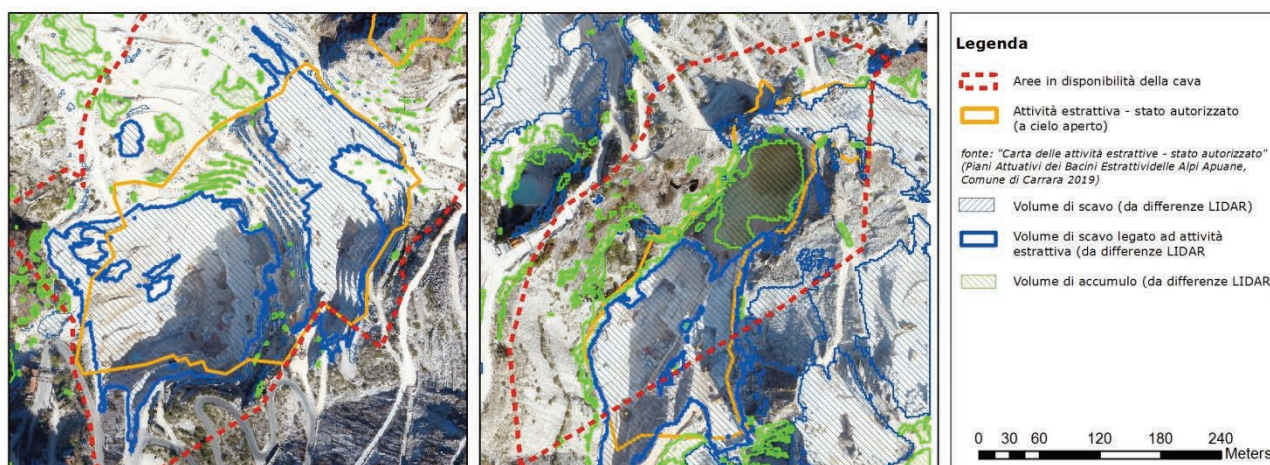 Legenda
Aree in disponibilità della cava
Attività estrattiva - stato autorizzato
(a cielo aperto)
fonte: "Carta delle attività estrattive - stato autorizzato"
(Piani Attuativi dei Bacini Estrattividelle Alpi Apuane,
Comune di Carrara 2019)
Volume di scavo (da differenze LIDAR)
Volume di scavo legato ad attività
estrattiva (da differenze LIDAR
Volume di accumulo (da differenze LIDAR
0 30 60 120 180 240
Meters